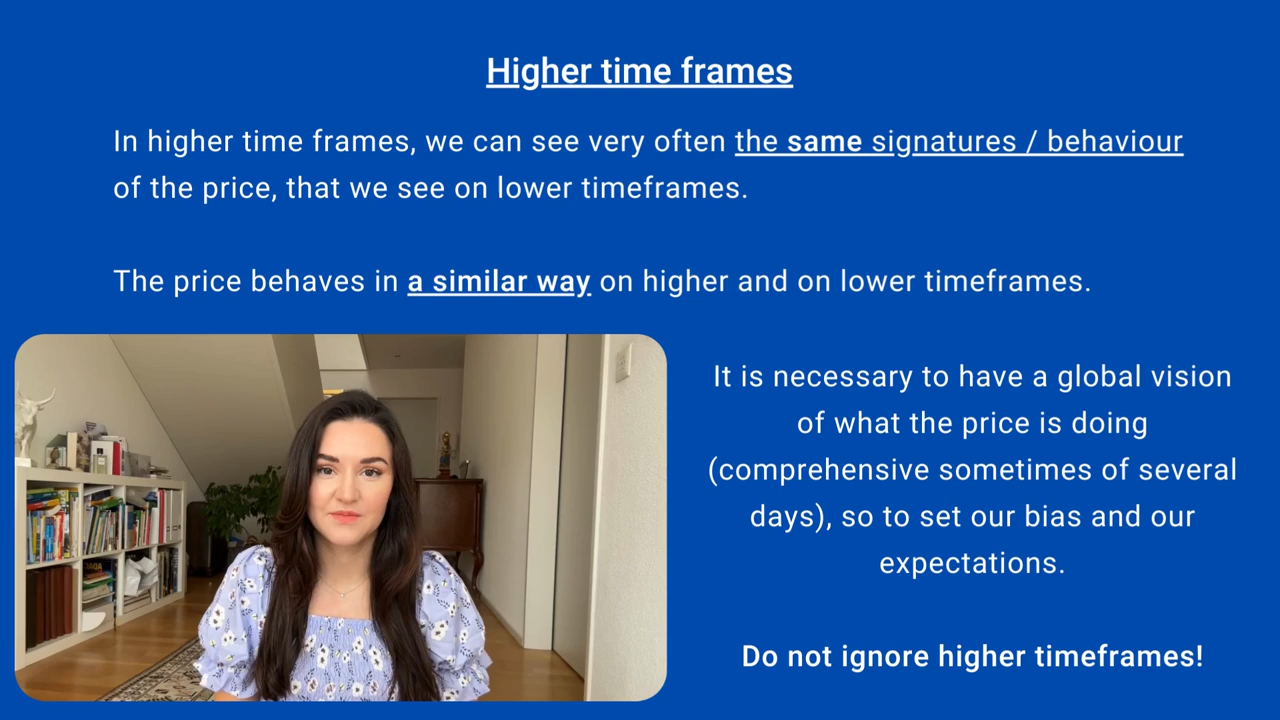 Higher time frames
In higher time frames, we can see very often the same signatures / behaviour
of the price, that we see on lower timeframes.
The price behaves in a similar way on higher and on lower timeframes.
It is necessary to have a global vision
of what the price is doing
(comprehensive sometimes of several
days), so to set our bias and our
expectations.
Do not ignore higher timeframes!